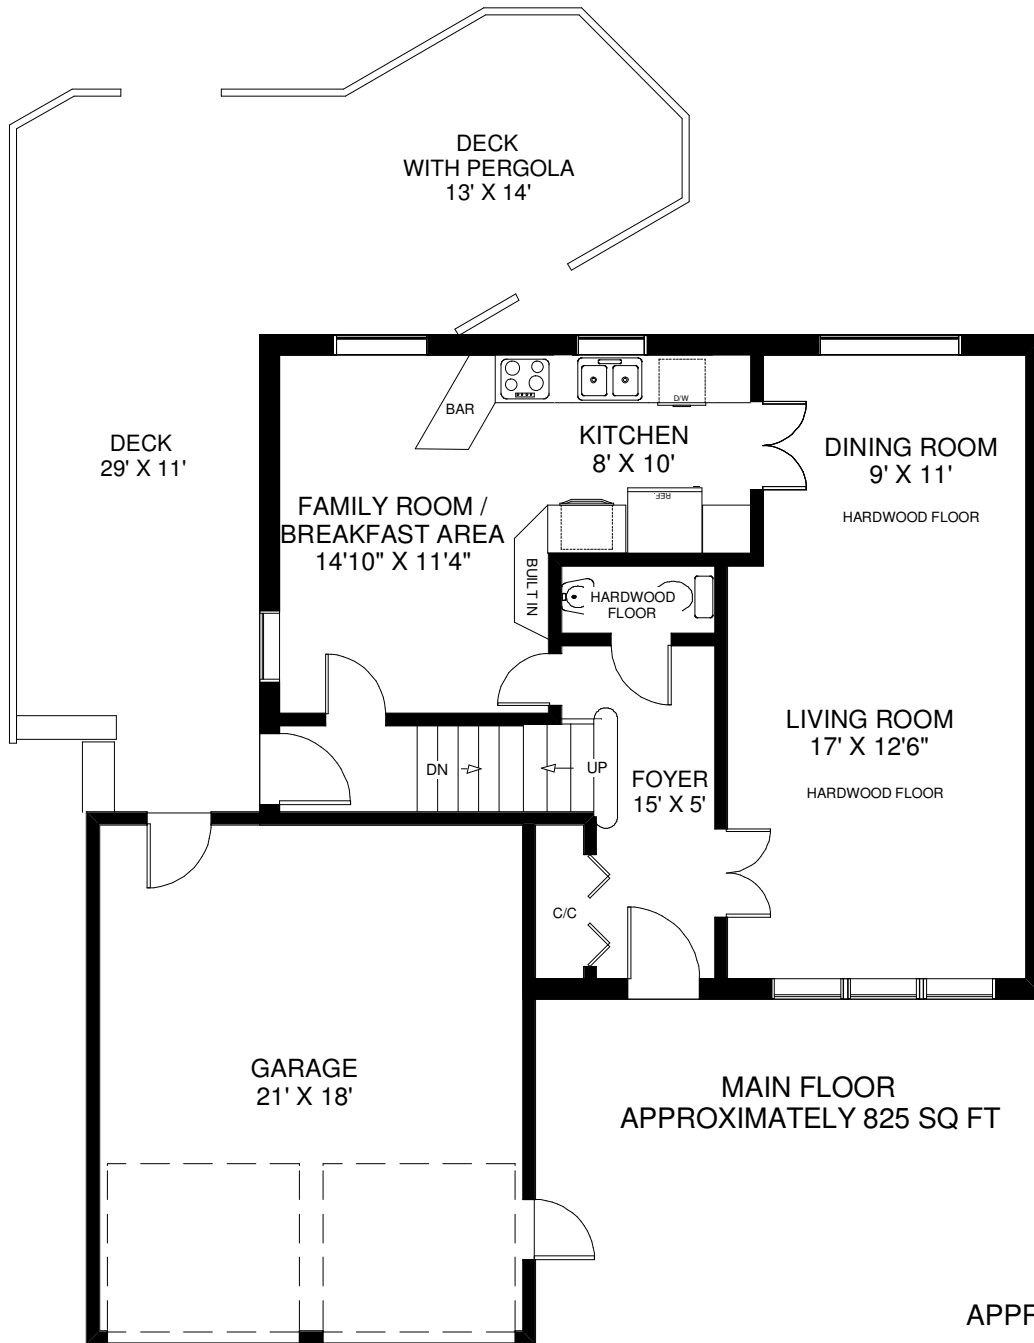 DECK
WITH PERGOLA
13' X 14'
DECK
29' X 11'
BAR
D/W
KITCHEN
8' X 10'
DINING ROOM
9' X 11'
HARDWOOD FLOOR
FAMILY ROOM /
BREAKFAST AREA
14'10" X 11'4"
REF.
BUILT IN
HARDWOOD
FLOOR
LIVING ROOM
17' X 12'6"
HARDWOOD FLOOR
DN
UP
FOYER
15' X 5'
C/C
GARAGE
21' X 18'
MAIN FLOOR
APPROXIMATELY 825 SQ FT
APPR